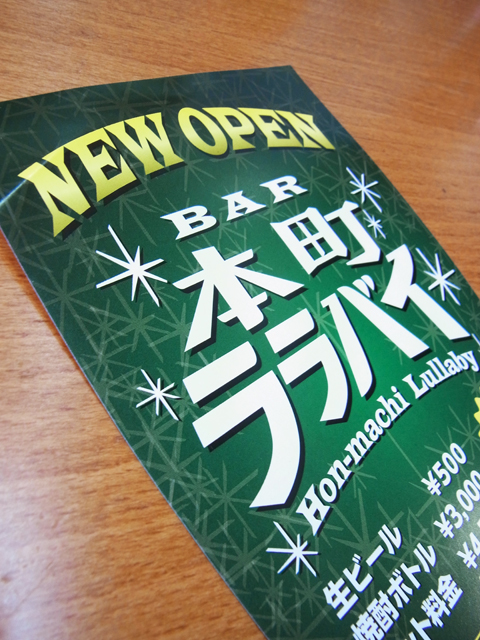 NEW OPEN
BAR
本町
ララバイ
Hon-machi Lullaby
生ビール ¥500
焼酎ボトル ¥3,000
ト料金